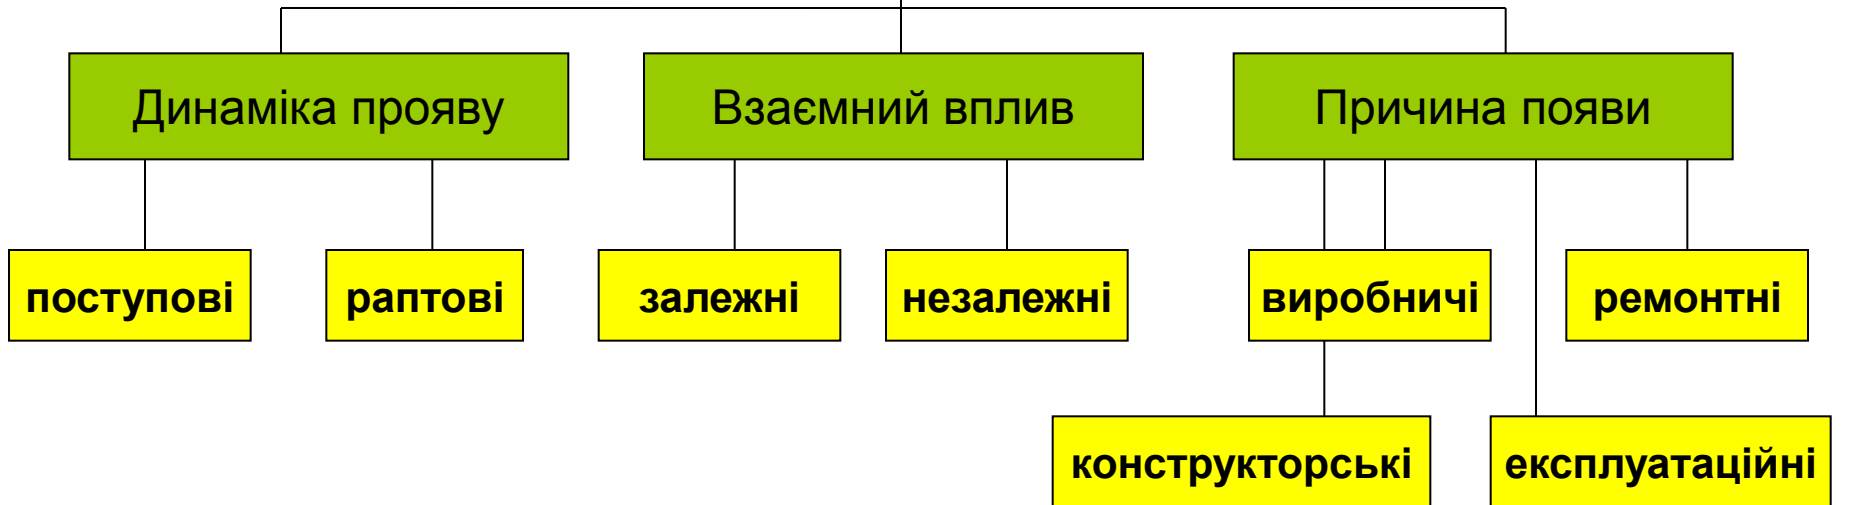 Динаміка прояву
Взаємний вплив
Причина появи
поступові
раптові
залежні
незалежні
виробничі
ремонтні
конструкторські
експлуатаційні